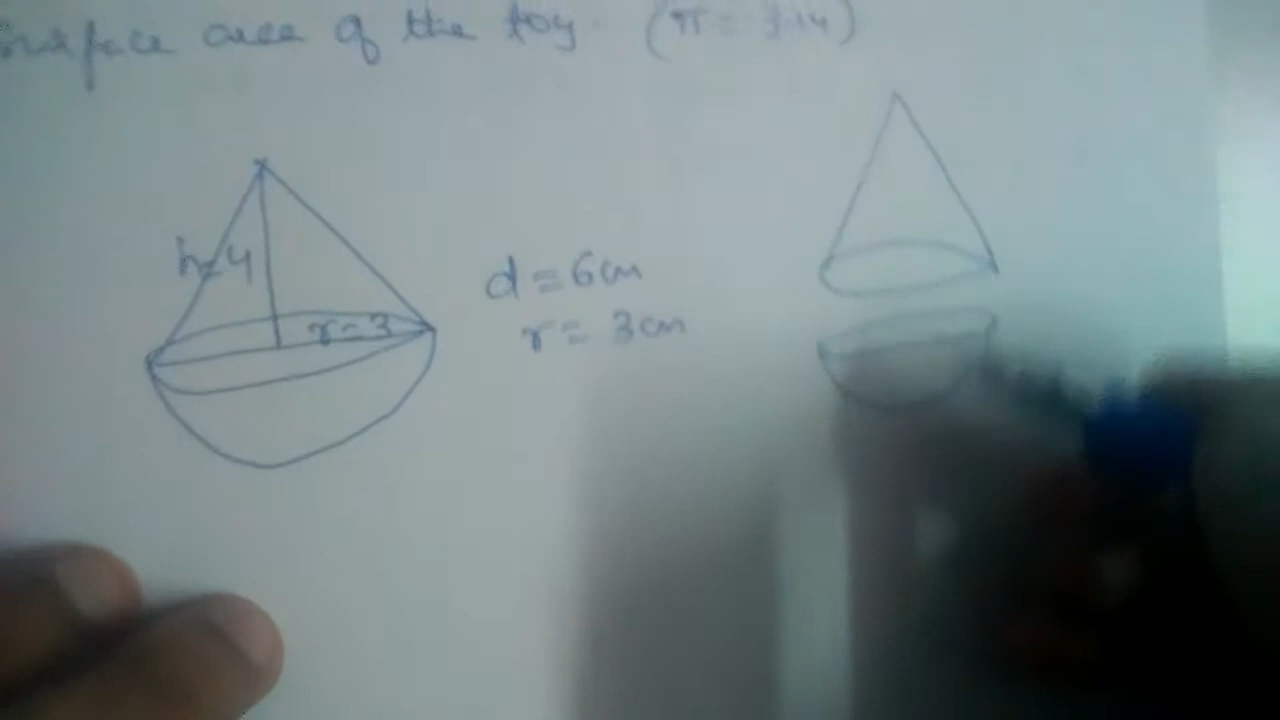 surface area of the toy. (π = 3.14)
h=4
d = 6cm
r=3
r = 3cm